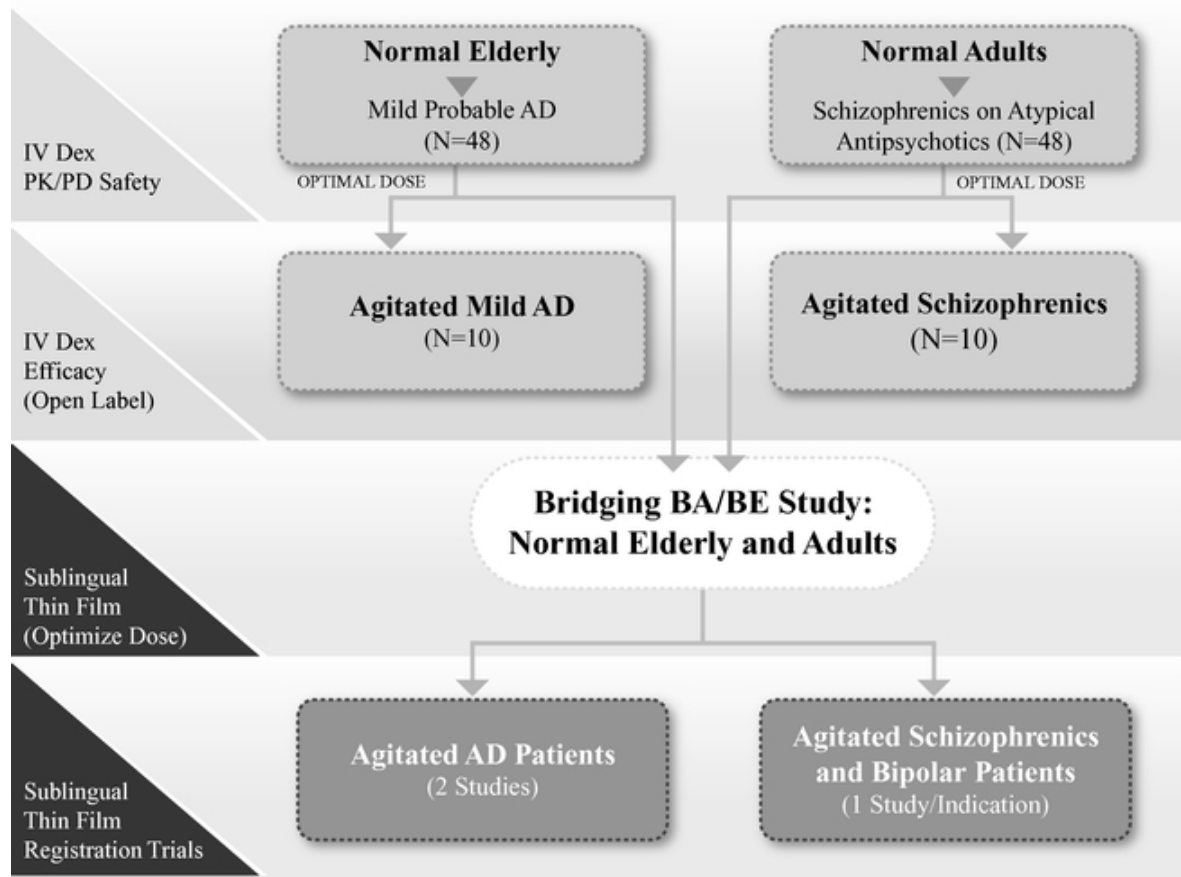 Normal Elderly
Mild Probable AD
(N=48)
Normal Adults
Schizophrenics on Atypical
Antipsychotics (N=48)
IV Dex
PK/PD Safety
OPTIMAL DOSE
OPTIMAL DOSE
Agitated Mild AD
(N=10)
Agitated Schizophrenics
(N=10)
IV Dex
Efficacy
(Open Label)
Bridging BA/BE Study:
Normal Elderly and Adults
Sublingual
Thin Film
(Optimize Dose)
Agitated AD Patients
(2 Studies)
Agitated Schizophrenics
and Bipolar Patients
(1 Study/Indication)
Sublingual
Thin Film
Registration Trials